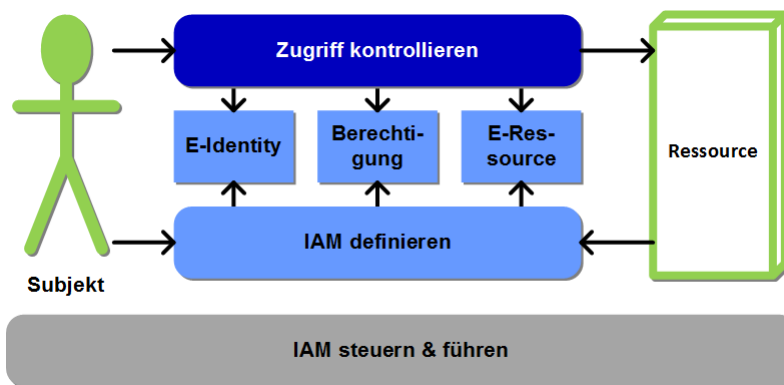 Zugriff kontrollieren
E-Identity
Berechti-
gung
E-Res-
source
Ressource
IAM definieren
Subjekt
IAM steuern & führen